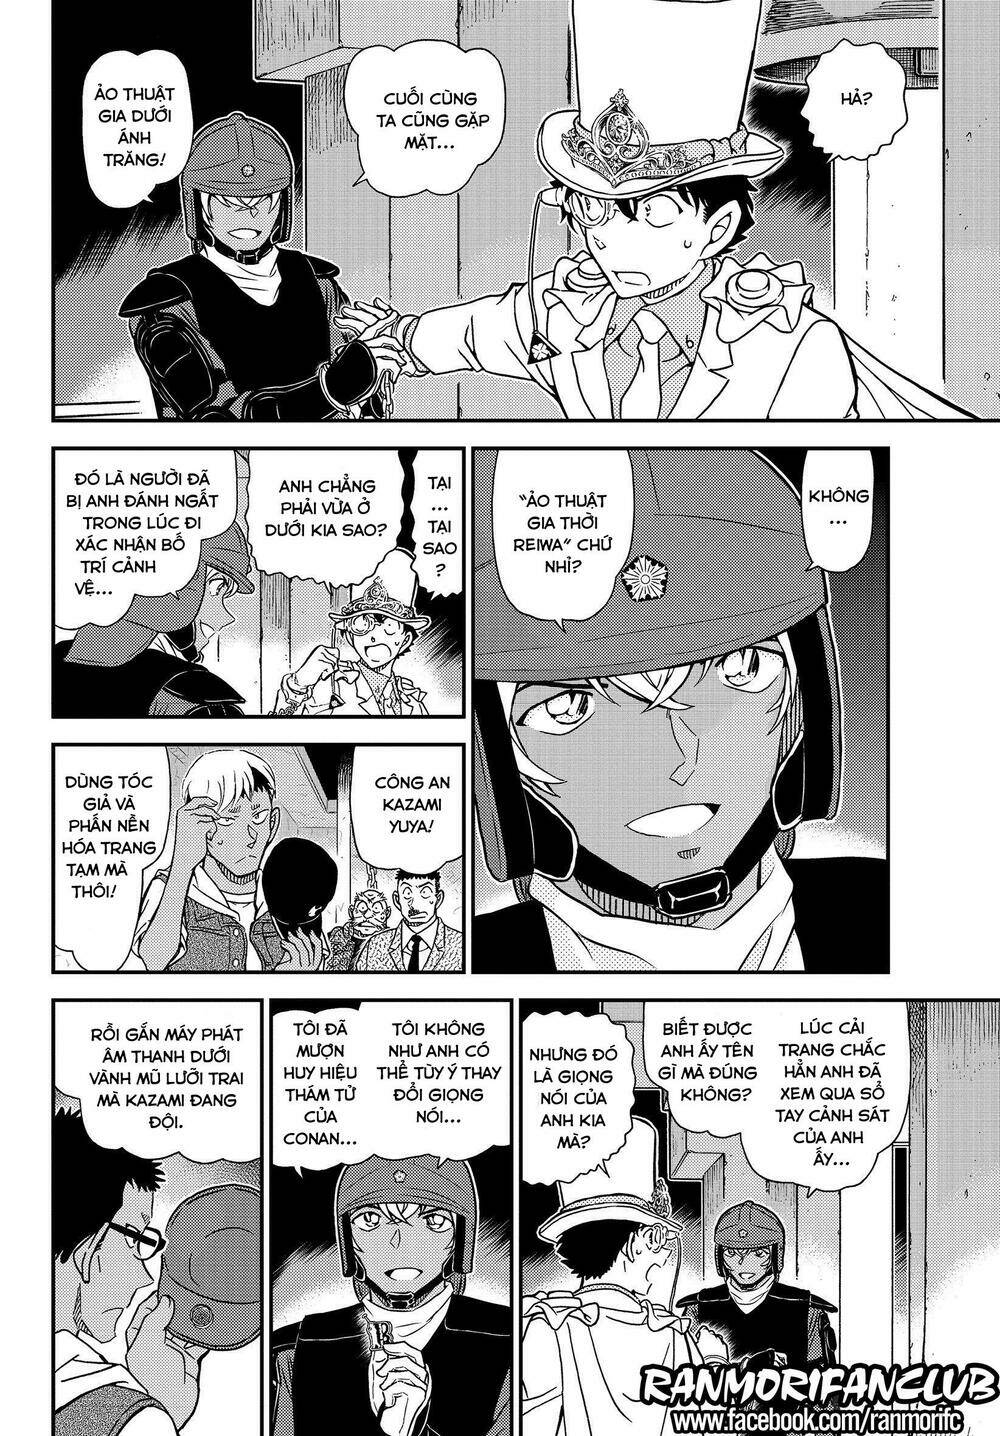 HẢ?
CUỐI CÙNG
TA CŨNG GẶP
MẶT...
ẢO THUẬT
GIA DƯỚI
ÁNH
TRĂNG!
KHÔNG
...
"ẢO THUẬT
GIA THỜI
REIWA" CHỨ
NHỈ?
TẠI
...
TẠI
SAO
?
ANH CHẲNG
PHẢI VỪA Ở
DƯỚI KIA SAO?
ĐÓ LÀ NGƯỜI ĐÃ
BỊ ANH ĐÁNH NGẤT
TRONG LÚC ĐI
XÁC NHẬN BỐ
TRÍ CẢNH
VỆ...
CÔNG AN
KAZAMI
YUYA!
DÙNG TÓC
GIẢ VÀ
PHẤN NỀN
HÓA TRANG
TẠM MÀ
THÔI!
LÚC CẢI
TRANG CHẮC
HẲN ANH ĐÃ
XEM QUA SỔ
TAY CẢNH SÁT
CỦA ANH
ẤY...
BIẾT ĐƯỢC
ANH ẤY TÊN
GÌ MÀ ĐÚNG
KHÔNG?
NHƯNG ĐÓ
LÀ GIỌNG
NÓI CỦA
ANH KIA
MÀ?
TÔI KHÔNG
NHƯ ANH CÓ
THỂ TÙY Ý THAY
ĐỔI GIỌNG
NÓI...
TÔI ĐÃ
MƯỢN
HUY HIỆU
THÁM TỬ
CỦA
CONAN...
RỒI GẮN MÁY PHÁT
ÂM THANH DƯỚI
VÀNH MŨ LƯỠI TRAI
MÀ KAZAMI ĐANG
ĐỘI.
RANMORIFANCLUB
www.facebook.com/ranmorifc